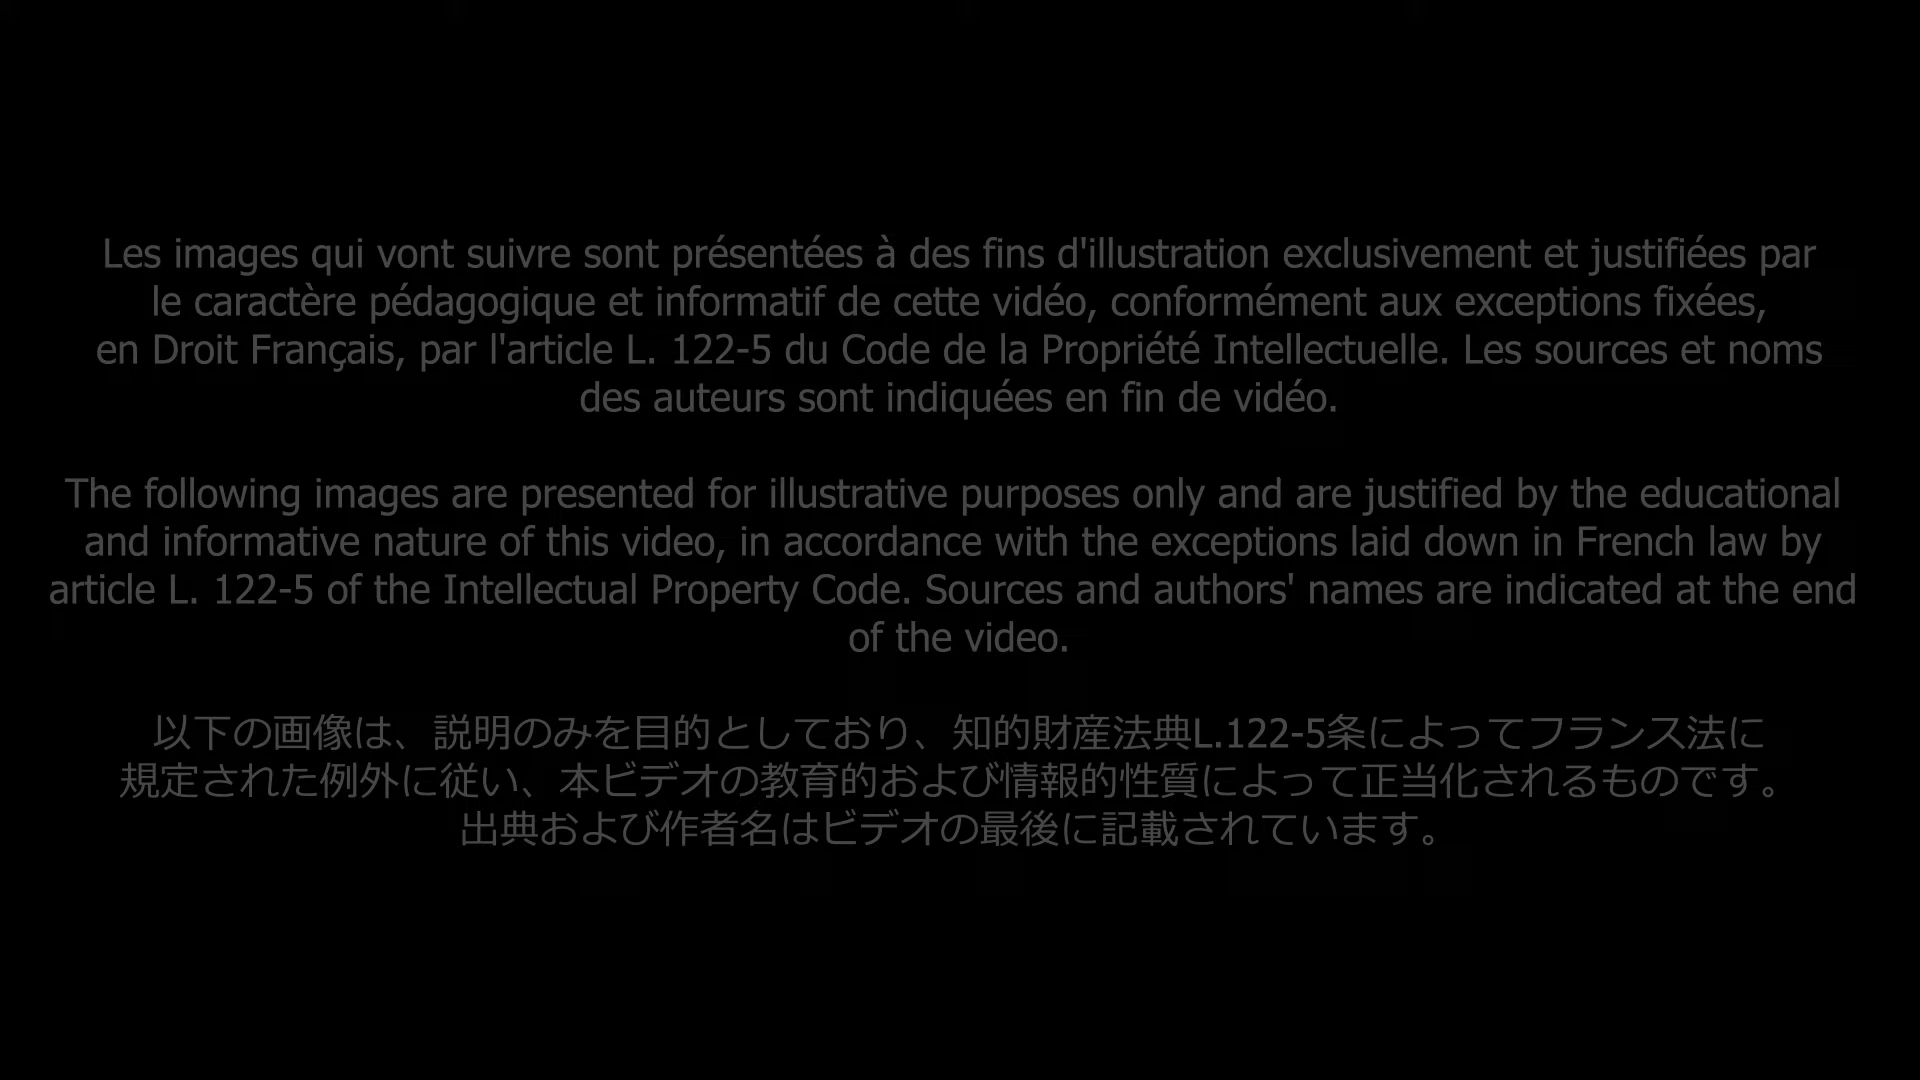 Les images qui vont suivre sont présentées à des fins d'illustration exclusivement et justifiées par
le caractère pédagogique et informatif de cette vidéo, conformément aux exceptions fixées,
en Droit Français, par l'article L. 122-5 du Code de la Propriété Intellectuelle. Les sources et noms
des auteurs sont indiquées en fin de vidéo.
The following images are presented for illustrative purposes only and are justified by the educational
and informative nature of this video, in accordance with the exceptions laid down in French law by
article L. 122-5 of the Intellectual Property Code. Sources and authors' names are indicated at the end
of the video.
以下の画像は、説明のみを目的としており、知的財産法典L.122-5条によってフランス法に
規定された例外に従い、本ビデオの教育的および情報的性質によって正当化されるものです。
出典および作者名はビデオの最後に記載されています。